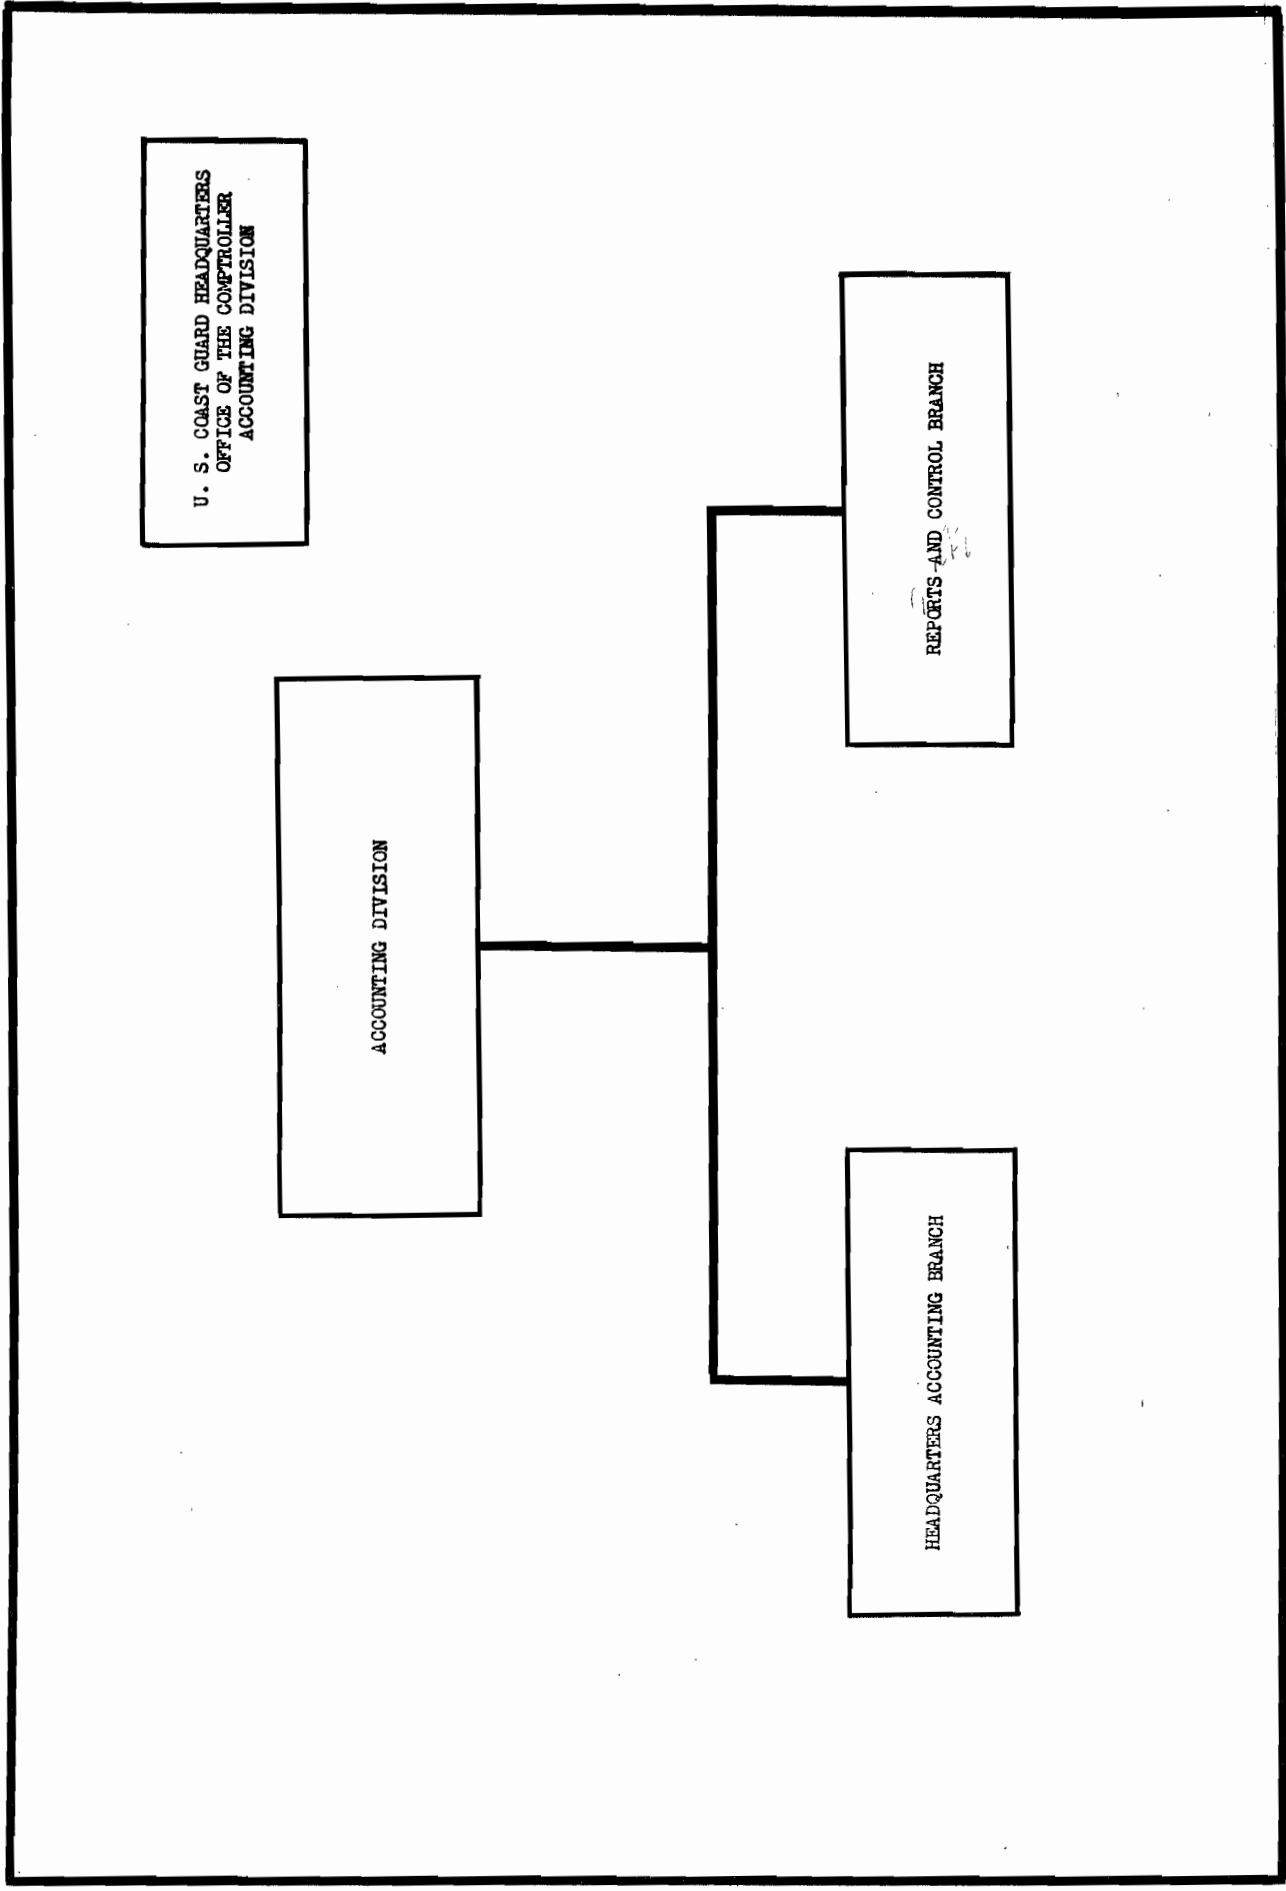 U. S. COAST GUARD HEADQUARTERS
OFFICE OF THE COMPTROLLER
ACCOUNTING DIVISION
ACCOUNTING DIVISION
HEADQUARTERS ACCOUNTING BRANCH
REPORTS AND CONTROL BRANCH